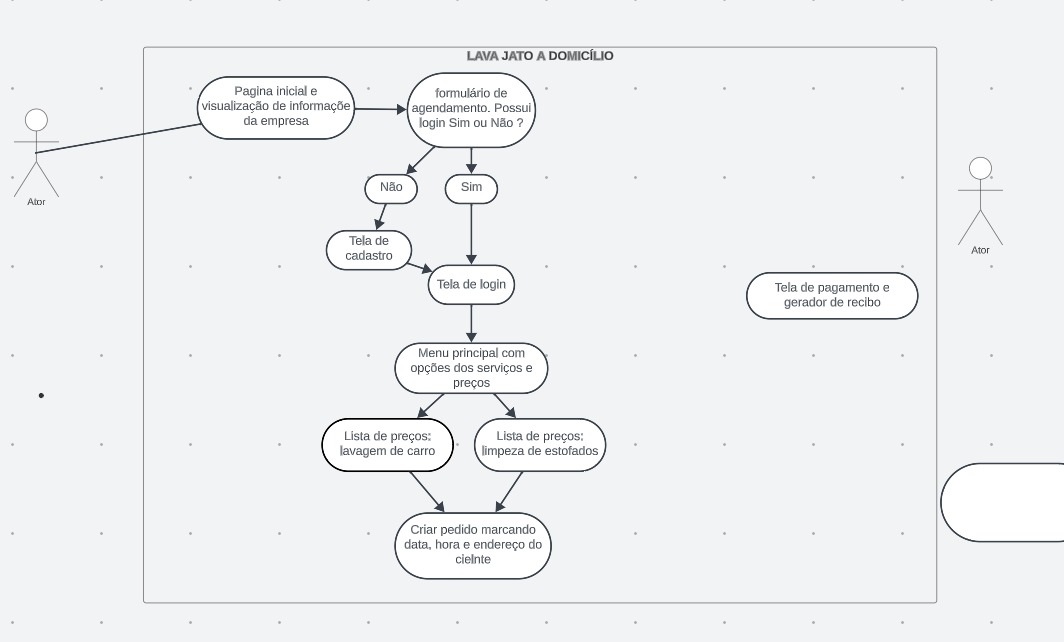 LAVA JATO A DOMICÍLIO
Pagina inicial e
visualização de informaçõe
da empresa
formulário de
agendamento. Possui
login Sim ou Não ?
Não
Sim
Ator
Tela de
cadastro
Tela de login
Ator
Tela de pagamento e
gerador de recibo
Menu principal com
opções dos serviços e
preços
Lista de preços;
lavagem de carro
Lista de preços;
limpeza de estofados
Criar pedido marcando
data, hora e endereço do
cielnte